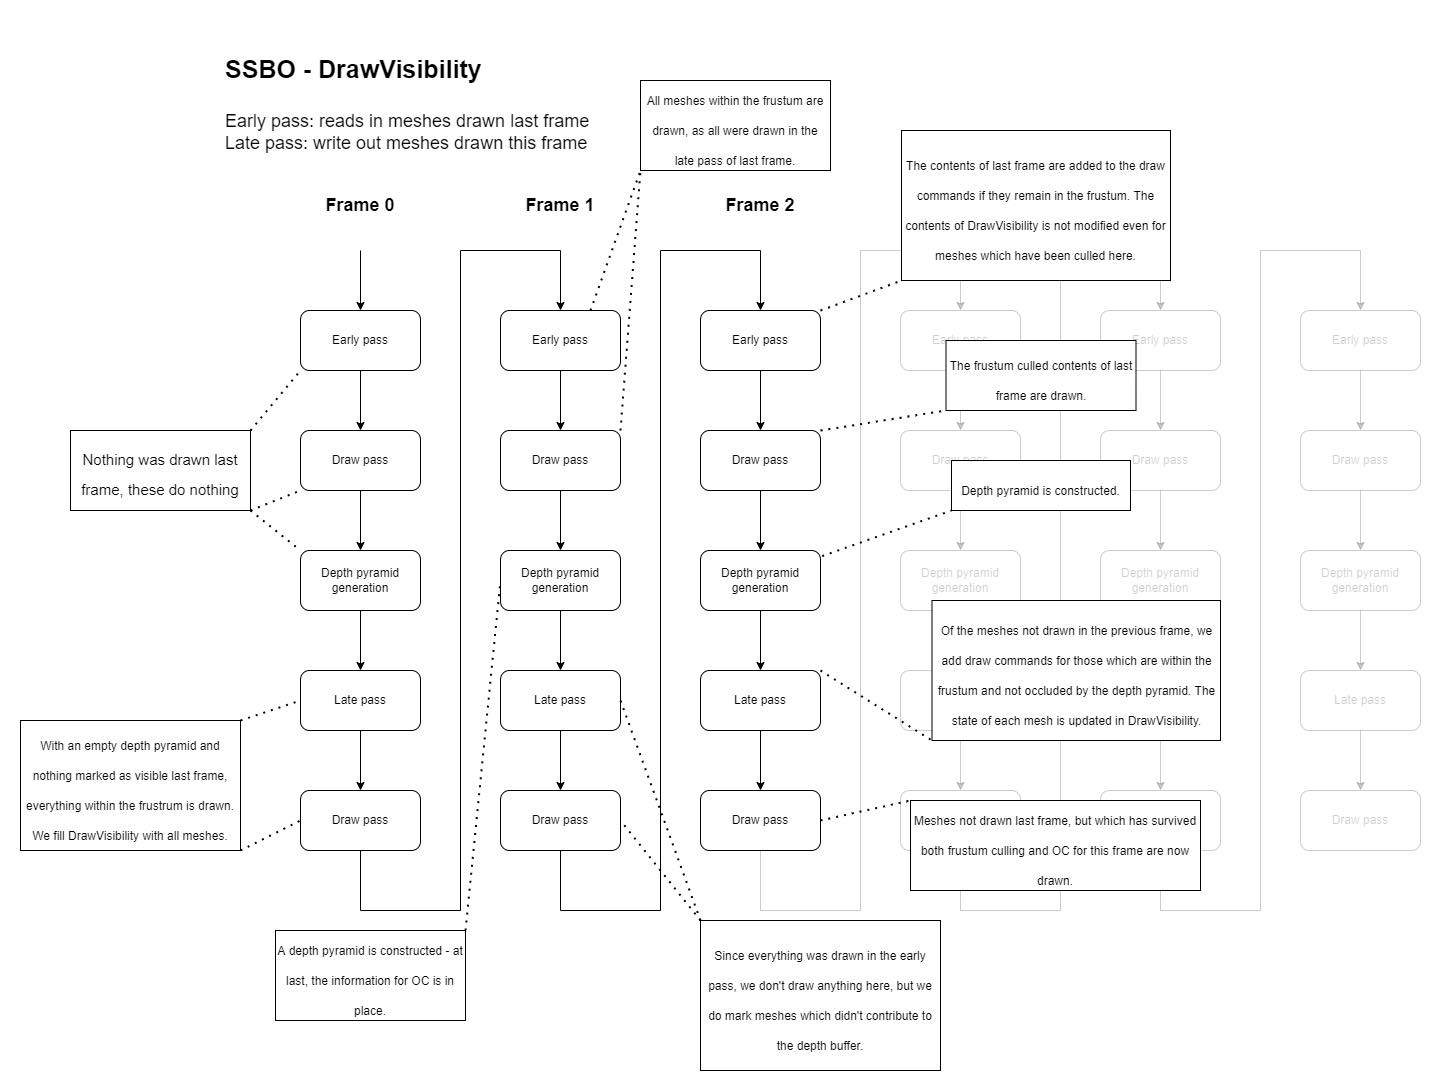 SSBO - DrawVisibility
Early pass: reads in meshes drawn last frame
Late pass: write out meshes drawn this frame
All meshes within the frustum are
drawn, as all were drawn in the
late pass of last frame.
The contents of last frame are added to the draw
commands if they remain in the frustum. The
contents of DrawVisibility is not modified even for
meshes which have been culled here.
Frame 0
Frame 1
Frame 2
Early pass
Early pass
Early pass
Early pass
Early pass
Early pass
The frustum culled contents of last
frame are drawn.
Nothing was drawn last
frame, these do nothing
Draw pass
Draw pass
Draw pass
Draw pass
Draw pass
Draw pass
Depth pyramid is constructed.
Depth pyramid
generation
Depth pyramid
generation
Depth pyramid
generation
Depth pyramid
generation
Depth pyramid
generation
Depth pyramid
generation
Of the meshes not drawn in the previous frame, we
add draw commands for those which are within the
frustum and not occluded by the depth pyramid. The
state of each mesh is updated in DrawVisibility.
Late pass
Late pass
Late pass
Late pass
With an empty depth pyramid and
nothing marked as visible last frame,
everything within the frustrum is drawn.
We fill DrawVisibility with all meshes.
Draw pass
Draw pass
Draw pass
Draw pass
Meshes not drawn last frame, but which has survived
both frustum culling and OC for this frame are now
drawn.
A depth pyramid is constructed - at
last, the information for OC is in
place.
Since everything was drawn in the early
pass, we don't draw anything here, but we
do mark meshes which didn't contribute to
the depth buffer.